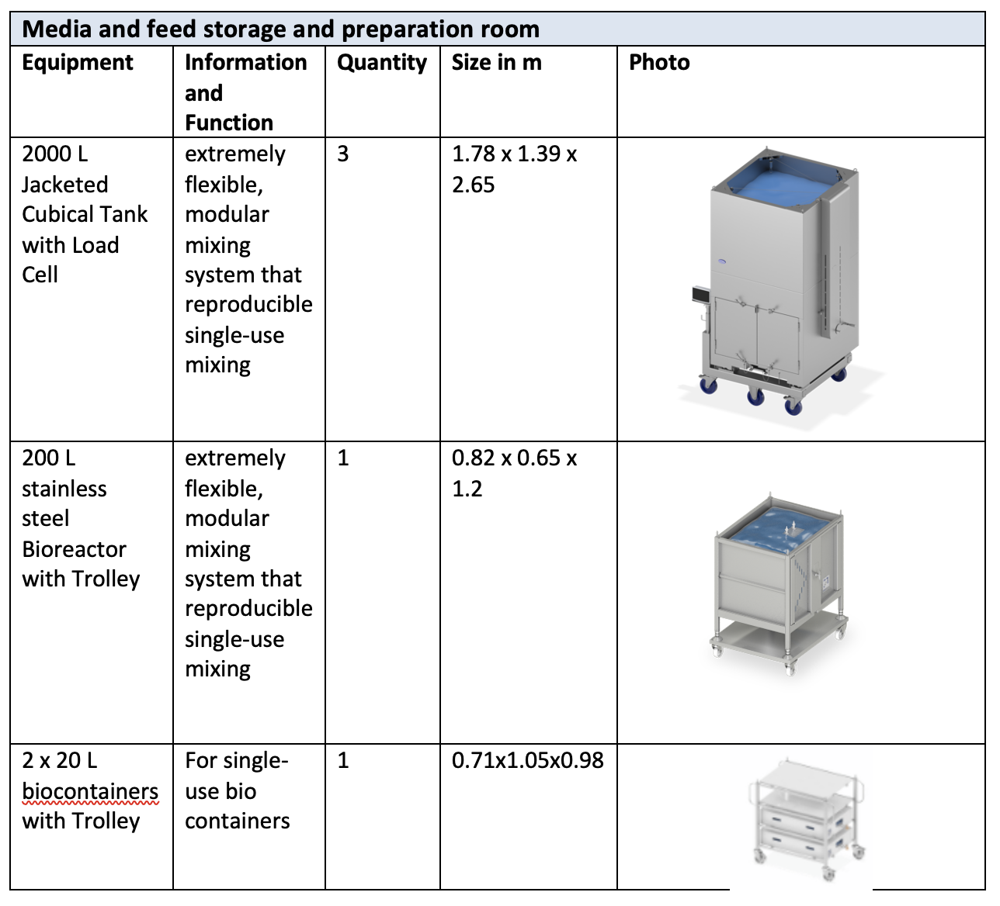 Media and feed storage and preparation room
Equipment
Information and Function
Quantity
Size in m
Photo
2000 L
Jacketed
Cubical Tank
with Load
Cell
extremely
flexible,
modular
mixing
system that
reproducible
single-use
mixing
3
1.78 x 1.39 x
2.65
200 L
stainless
steel
Bioreactor
with Trolley
extremely
flexible,
modular
mixing
system that
reproducible
single-use
mixing
1
0.82 x 0.65 x
1.2
2 x 20 L
biocontainers
with Trolley
For single-
use bio
containers
1
0.71x1.05x0.98